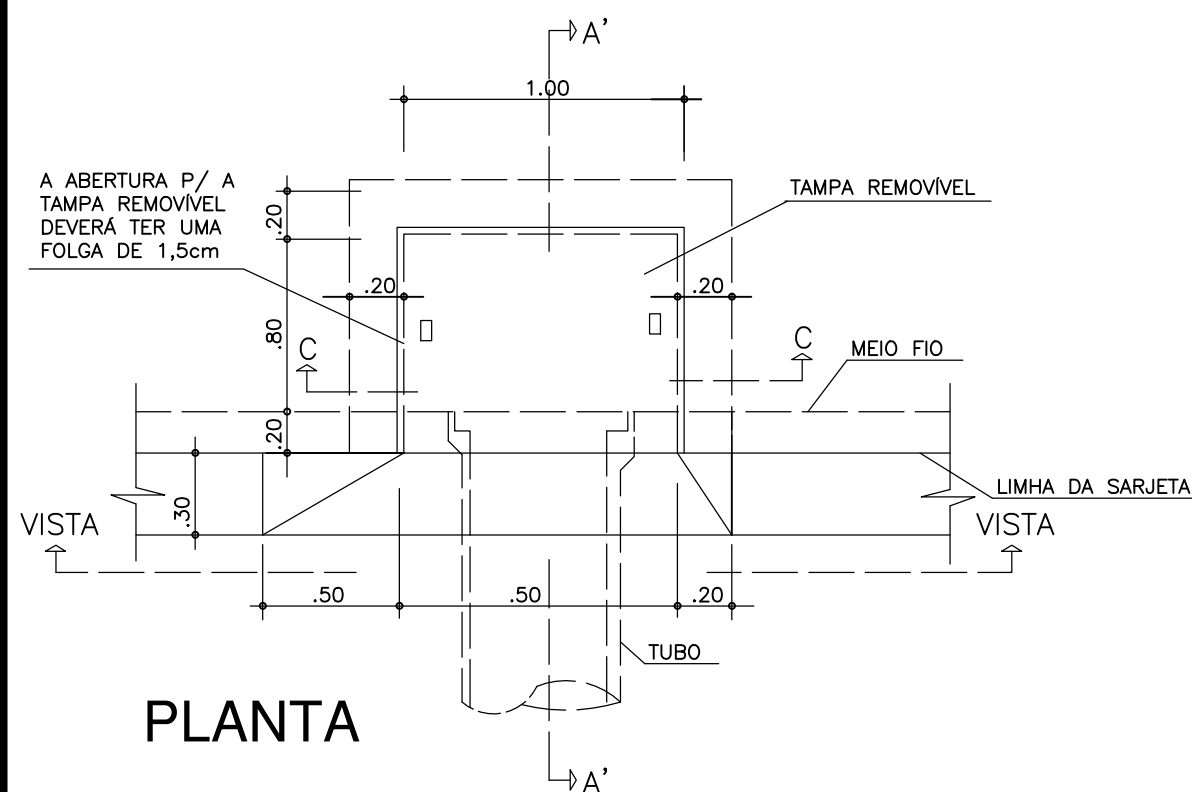 A'
1.00
A ABERTURA P/ A
TAMPA REMOVÍVEL
DEVERÁ TER UMA
FOLGA DE 1,5cm
TAMPA REMOVÍVEL
.20
.20
.20
.80
C
C
MEIO FIO
.20
.30
LIMHA DA SARJETA
VISTA
VISTA
.50
.50
.20
TUBO
PLANTA
A'